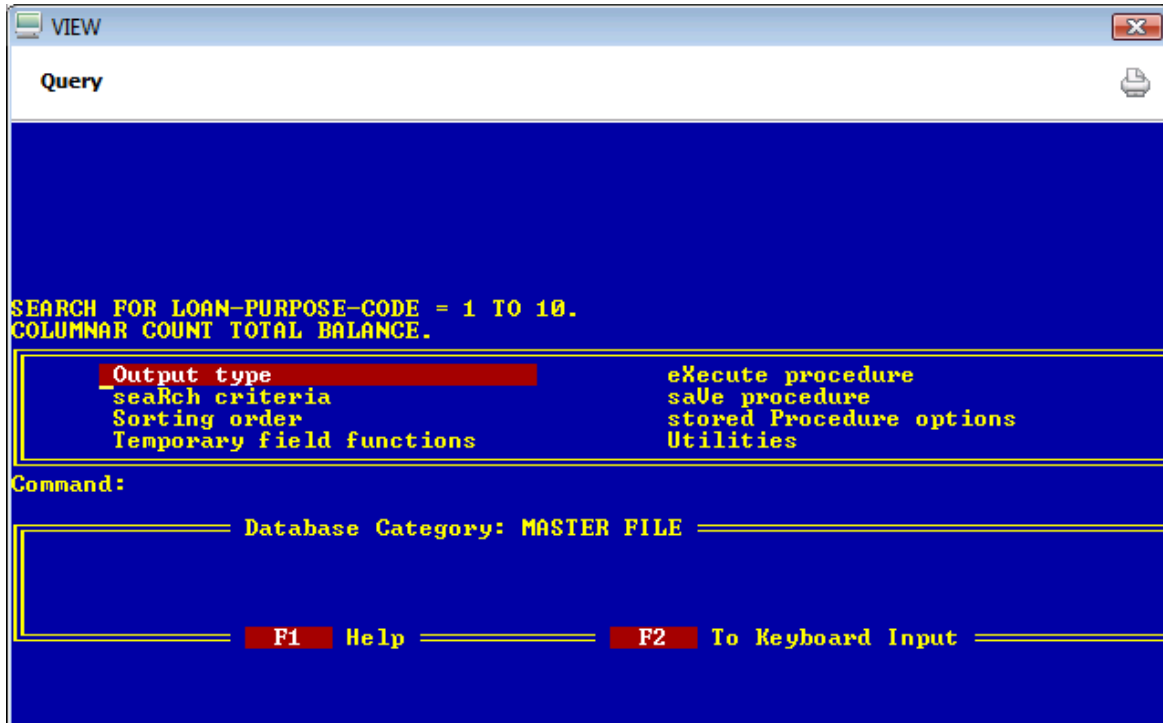 VIEW
Query
SEARCH FOR LOAN-PURPOSE-CODE = 1 TO 10.
COLUMNAR COUNT TOTAL BALANCE.
Output type eXecute procedure
seaRch criteria saVe procedure
Sorting order stored Procedure options
Temporary field functions Utilities
Command:
Database Category: MASTER FILE
F1 Help F2 To Keyboard Input